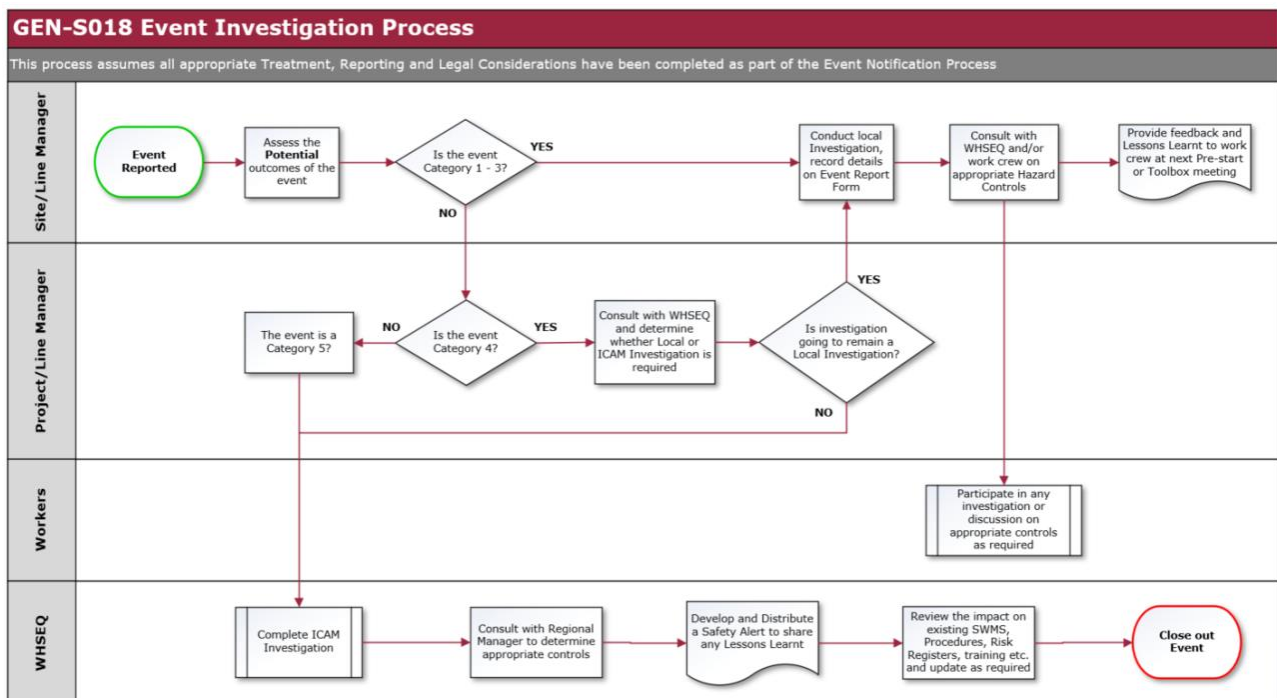 GEN-S018 Event Investigation Process
This process assumes all appropriate Treatment, Reporting and Legal Considerations have been completed as part of the Event Notification Process
Site/Line Manager
Event
Reported
Assess the
Potential
outcomes of the
event
Is the event
Category 1 - 3?
YES
NO
Conduct local
Investigation,
record details
on Event Report
Form
Consult with
WHSEQ and/or
work crew on
appropriate Hazard
Controls
Provide feedback and
Lessons Learnt to work
crew at next Pre-start
or Toolbox meeting
Project/Line Manager
The event is a
Category 5?
NO
Is the event
Category 4?
YES
Consult with WHSEQ
and determine
whether Local or
ICAM Investigation is
required
Is investigation
going to remain a
Local Investigation?
YES
NO
Workers
Participate in any
investigation or
discussion on
appropriate controls
as required
WHSEQ
Complete ICAM
Investigation
Consult with Regional
Manager to determine
appropriate controls
Develop and Distribute
a Safety Alert to share
any Lessons Learnt
Review the impact on
existing SWMS,
Procedures, Risk
Registers, training etc.
and update as required
Close out
Event